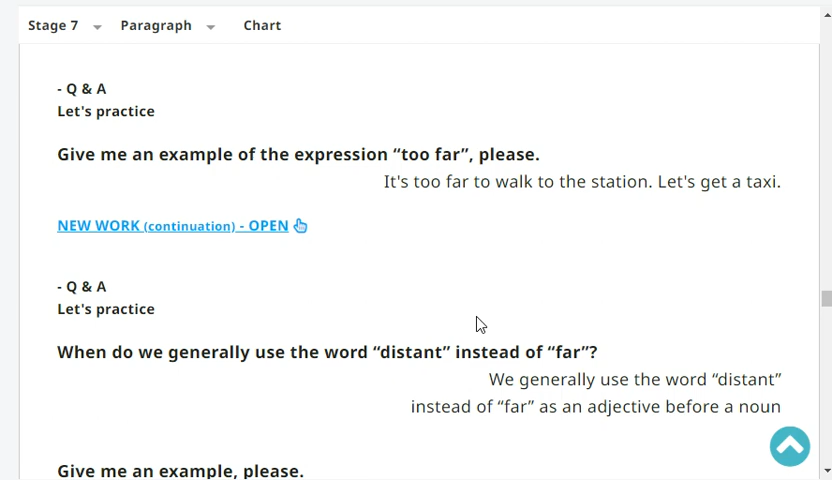 Stage 7 Paragraph Chart
- Q & A
Let's practice
Give me an example of the expression “too far”, please.
It's too far to walk to the station. Let's get a taxi.
NEW WORK (continuation) - OPEN
- Q & A
Let's practice
When do we generally use the word “distant” instead of “far”?
We generally use the word “distant”
instead of “far” as an adjective before a noun
Give me an example, please.